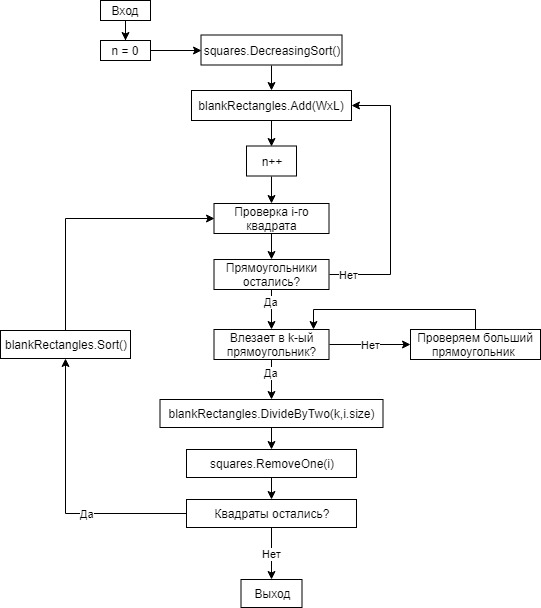 Вход
n = 0
squares.DecreasingSort()
blankRectangles.Add(WxL)
n++
Проверка i-го
квадрата
Прямоугольники
остались?
Нет
Да
Влезает в k-ый
прямоугольник?
Нет
Проверяем больший
прямоугольник
blankRectangles.Sort()
Да
blankRectangles.DivideByTwo(k,i.size)
squares.RemoveOne(i)
Квадраты остались?
Да
Нет
Выход